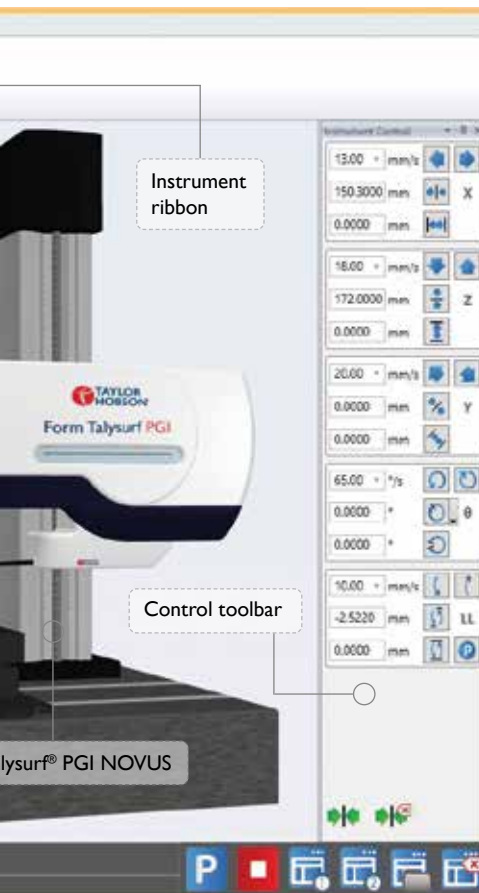 Instrument Control
Instrument
ribbon
13.00 mm/s
150.3000 mm X
0.0000 mm
18.00 mm/s
172.0000 mm Z
0.0000 mm
20.00 mm/s
0.0000 mm Y
0.0000 mm
TAYLOR
HOBSON
Form Talysurf PGI
65.00 °/s
0.0000 ° θ
0.0000 °
10.00 mm/s
-2.5220 mm LL
0.0000 mm P
Control toolbar
lysurf® PGI NOVUS
P 1 2